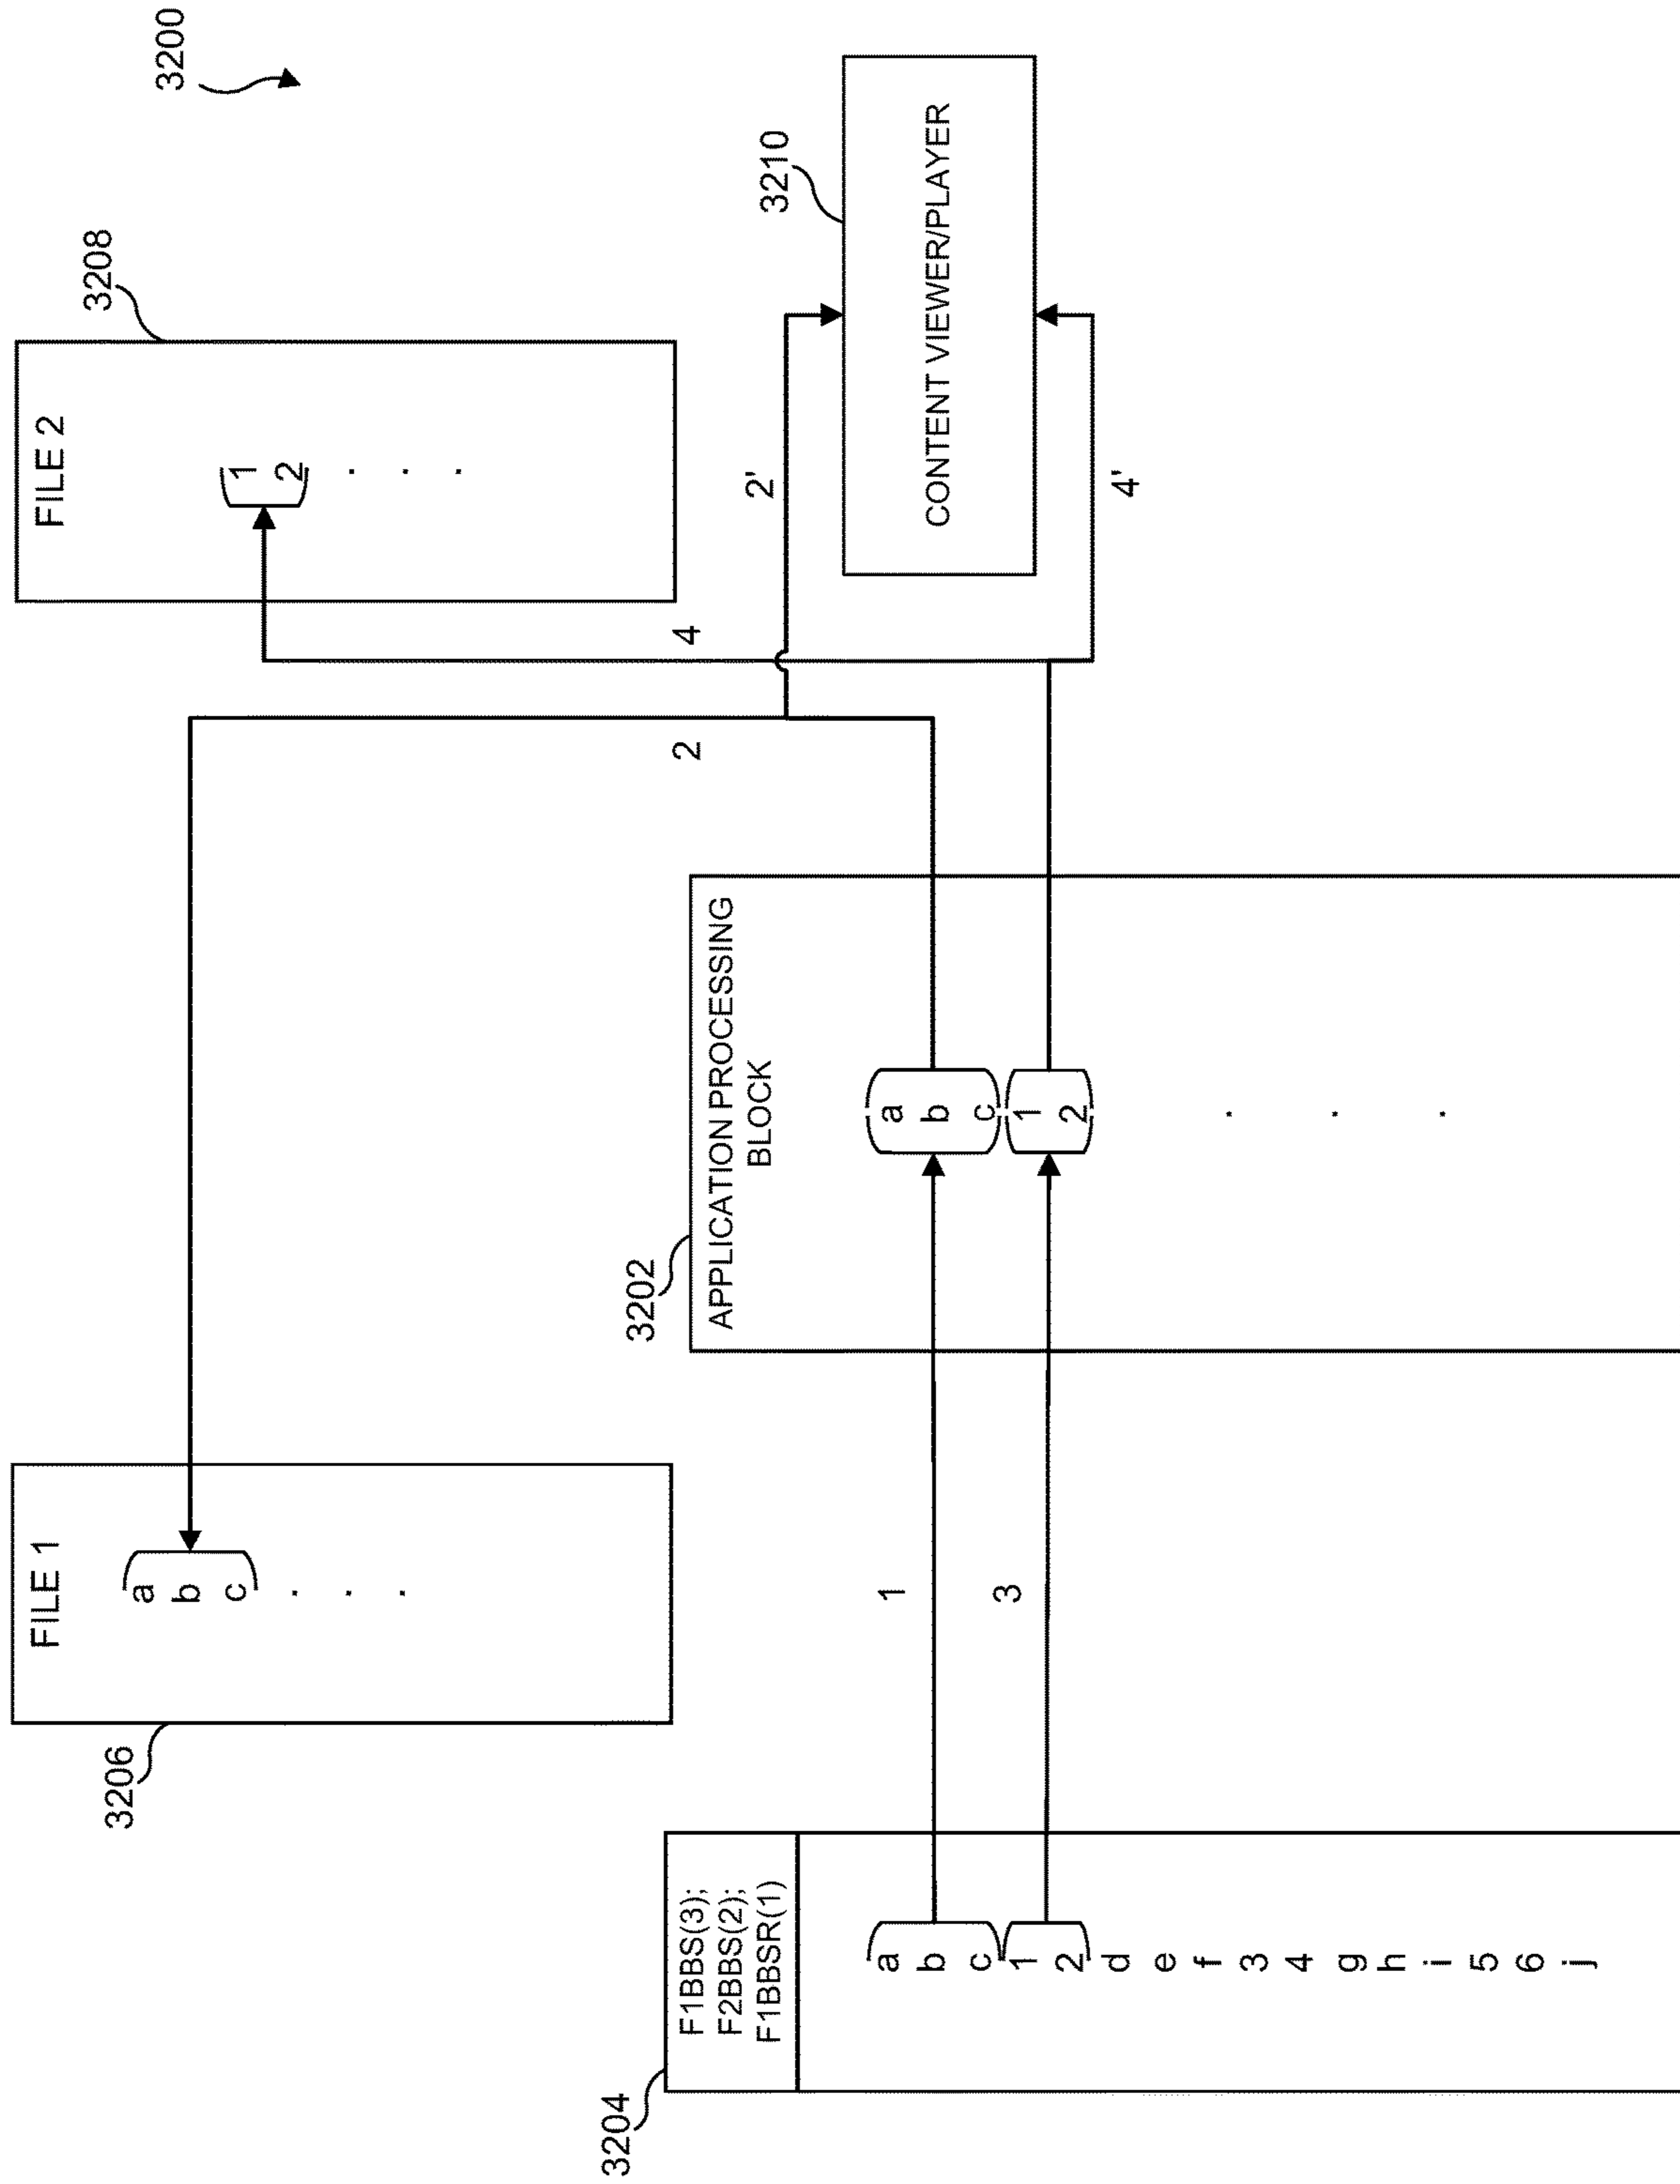 3200
FILE 1
a
b
c
.
.
.
3206
FILE 2
1
2
.
.
.
3208
2
4
2'
3210
CONTENT VIEWER/PLAYER
4'
3204
F1BBS(3);
F2BBS(2);
F1BBSR(1)
a
b
c
1
2
d
e
f
3
4
g
h
i
5
6
j
1
3
3202
APPLICATION PROCESSING
BLOCK
a
b
c
1
2
.
.
.